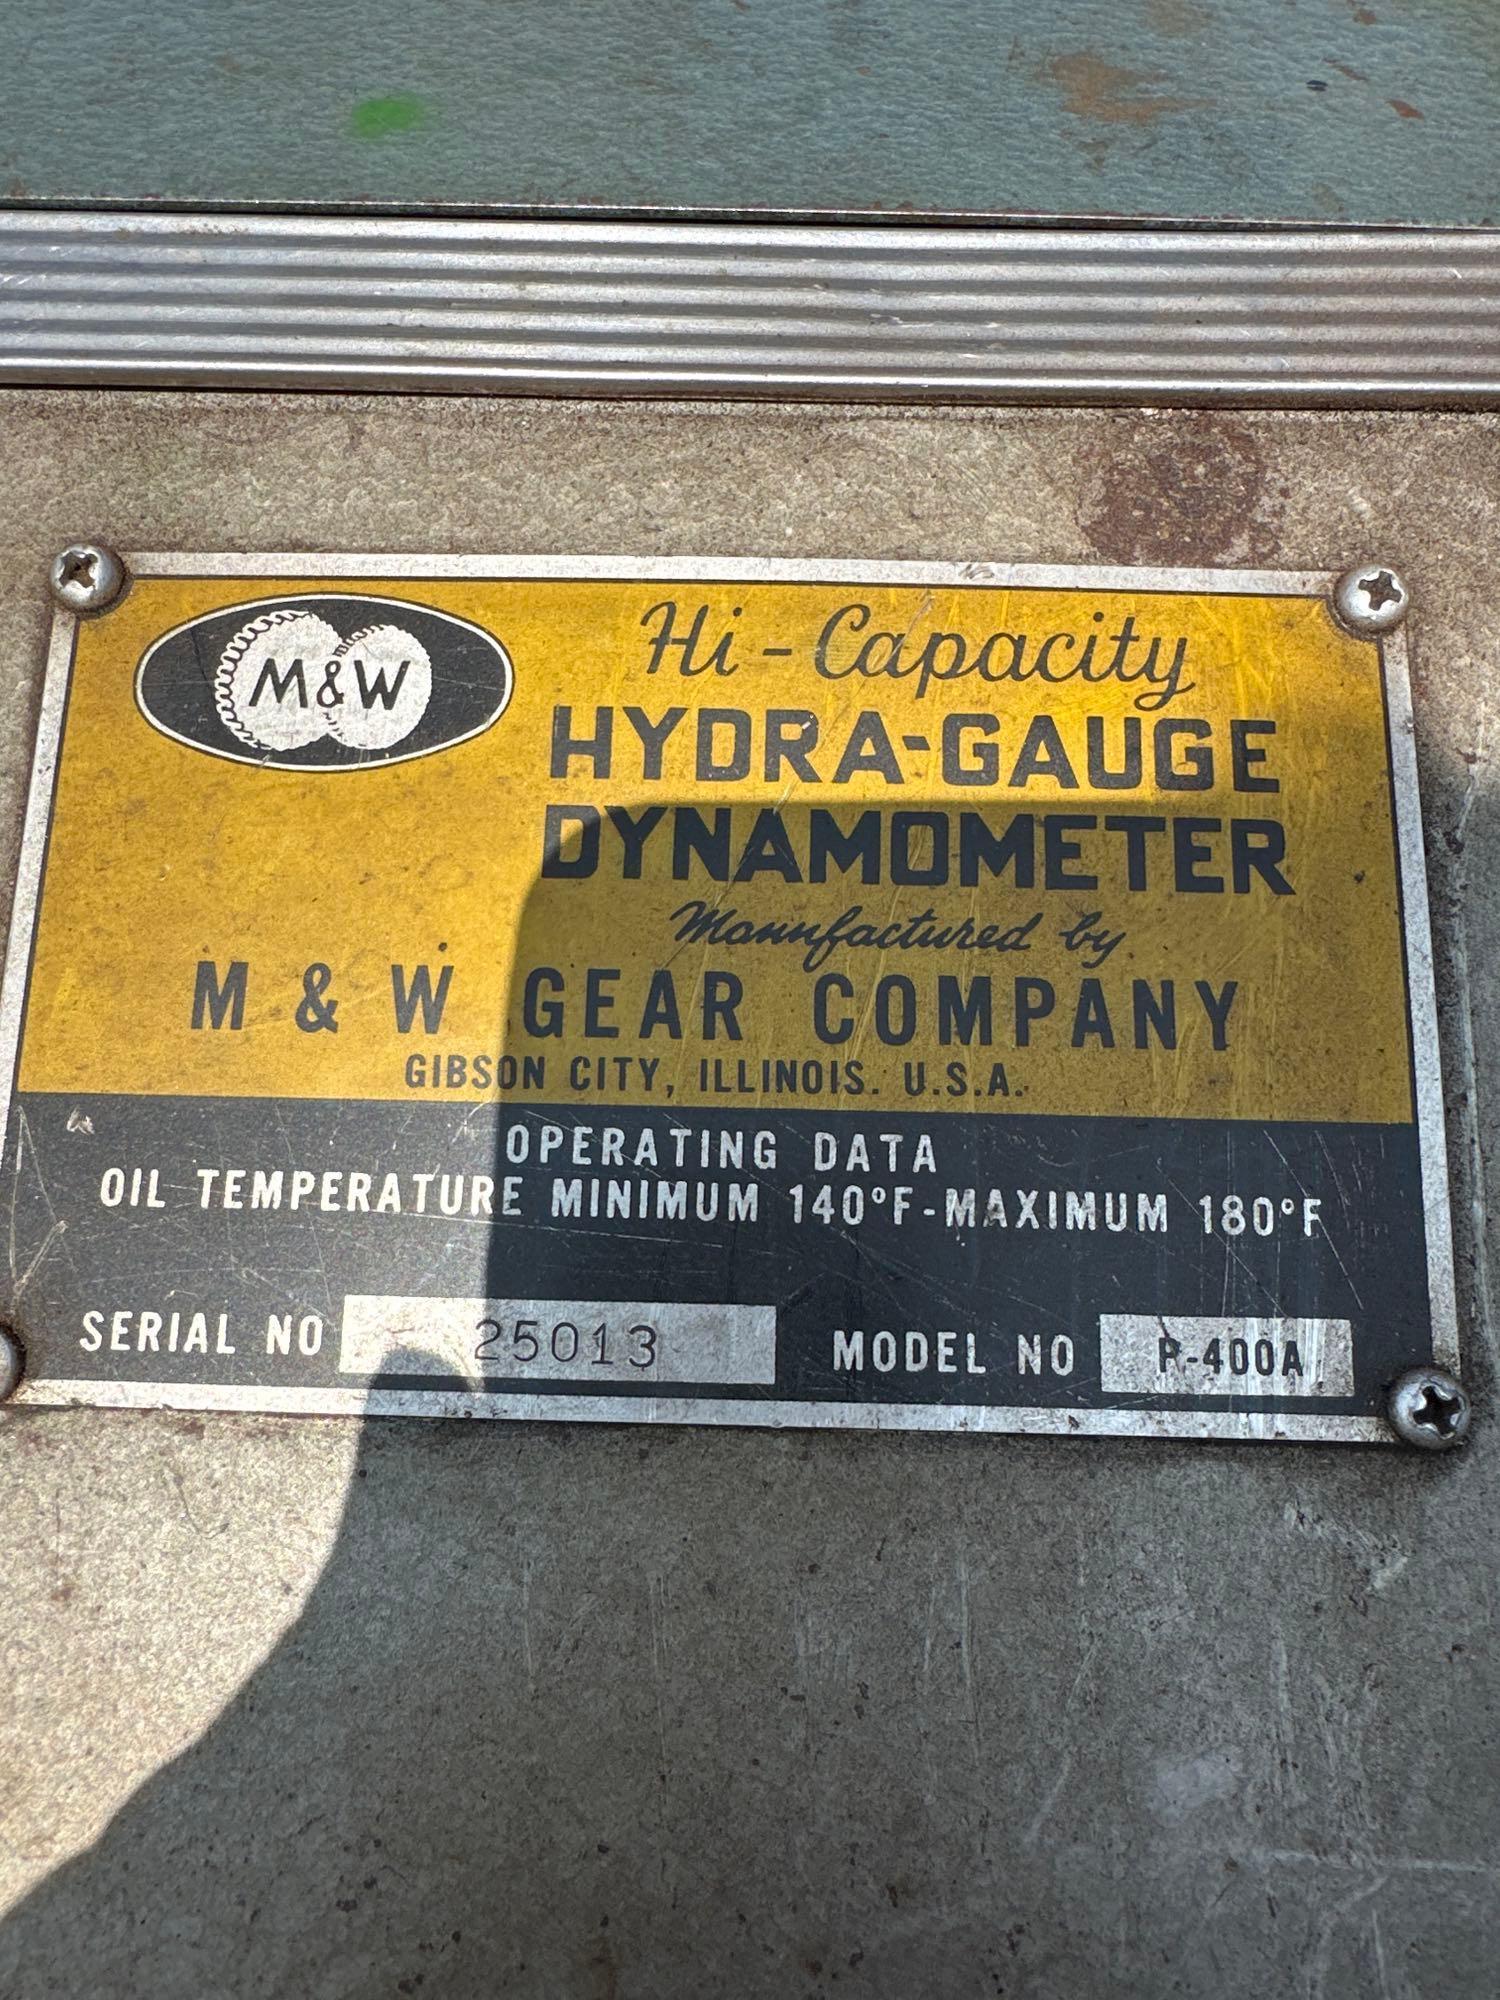 M&W
Hi-Capacity
HYDRA-GAUGE
DYNAMOMETER
Manufactured by
M & W GEAR COMPANY
GIBSON CITY, ILLINOIS. U.S.A.
OPERATING DATA
OIL TEMPERATURE MINIMUM 140°F-MAXIMUM 180°F
SERIAL NO 25013 MODEL NO P-400A